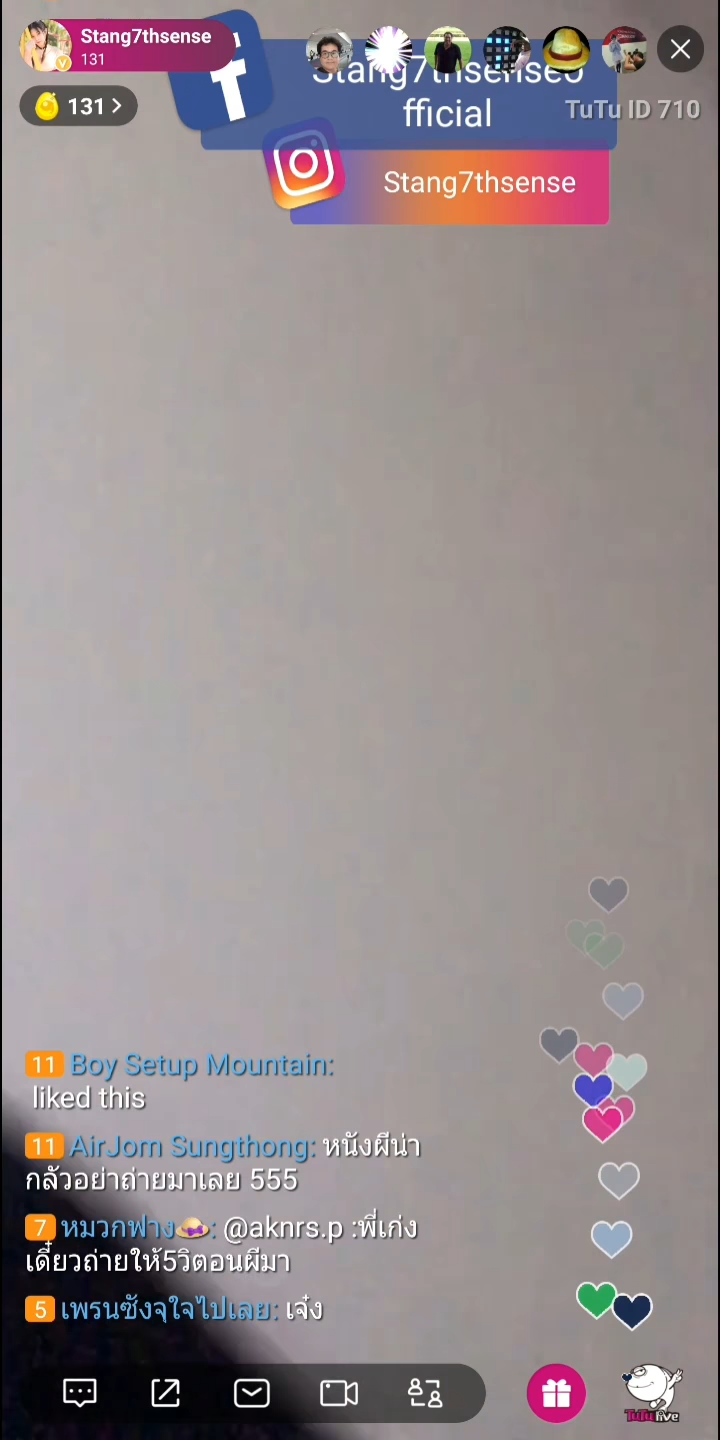 Stang7thsense
131
131
Stang7thsenseo
fficial
TuTu ID 710
Stang7thsense
11 Boy Setup Mountain:
liked this
11 AirJom Sungthong: หนังผีน่า
กลัวอย่าถ่ายมาเลย 555
7 หมวกฟาง👒: @aknrs.p :พี่เก่ง
เดี๋ยวถ่ายให้5วิตอนผีมา
5 เพรนซังจุใจไปเลย: เจ๋ง
TuTu live